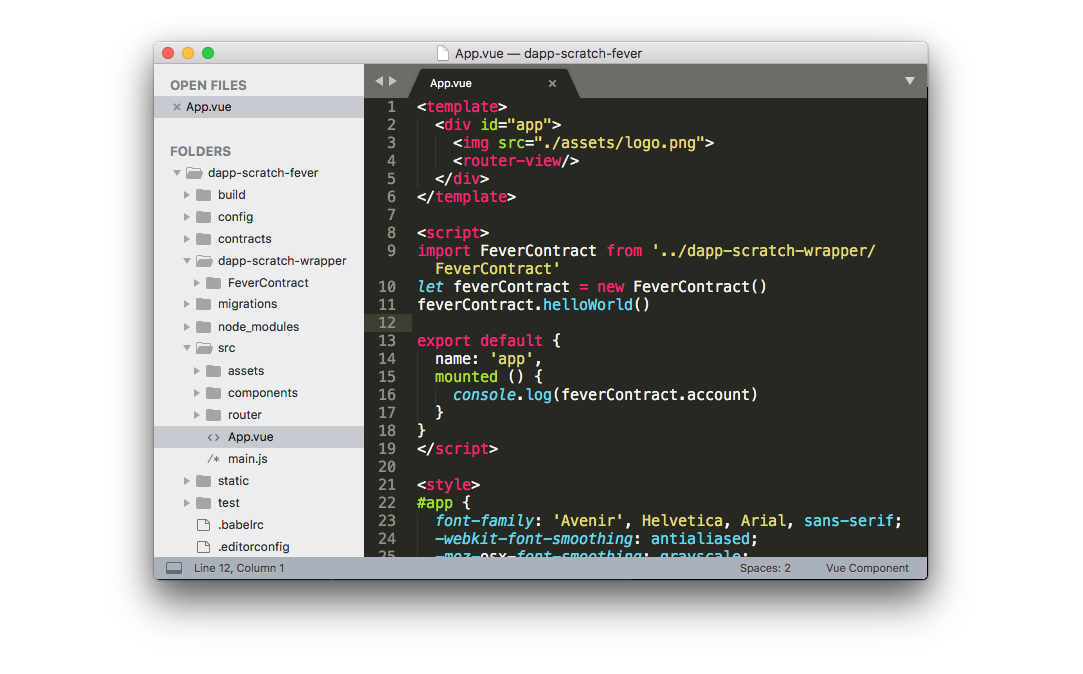 App.vue — dapp-scratch-fever
OPEN FILES
App.vue
FOLDERS
dapp-scratch-fever
build
config
contracts
dapp-scratch-wrapper
FeverContract
migrations
node_modules
src
assets
components
router
<> App.vue
/* main.js
static
test
.babelrc
.editorconfig
App.vue
1 <template>
2   <div id="app">
3     <img src="./assets/logo.png">
4     <router-view/>
5   </div>
6 </template>
7
8 <script>
9 import FeverContract from '../dapp-scratch-wrapper/
FeverContract'
10 let feverContract = new FeverContract()
11 feverContract.helloWorld()
12
13 export default {
14   name: 'app',
15   mounted () {
16     console.log(feverContract.account)
17   }
18 }
19 </script>
20
21 <style>
22 #app {
23   font-family: 'Avenir', Helvetica, Arial, sans-serif;
24   -webkit-font-smoothing: antialiased;
25   -moz-osx-font-smoothing: grayscale;
Line 12, Column 1
Spaces: 2
Vue Component